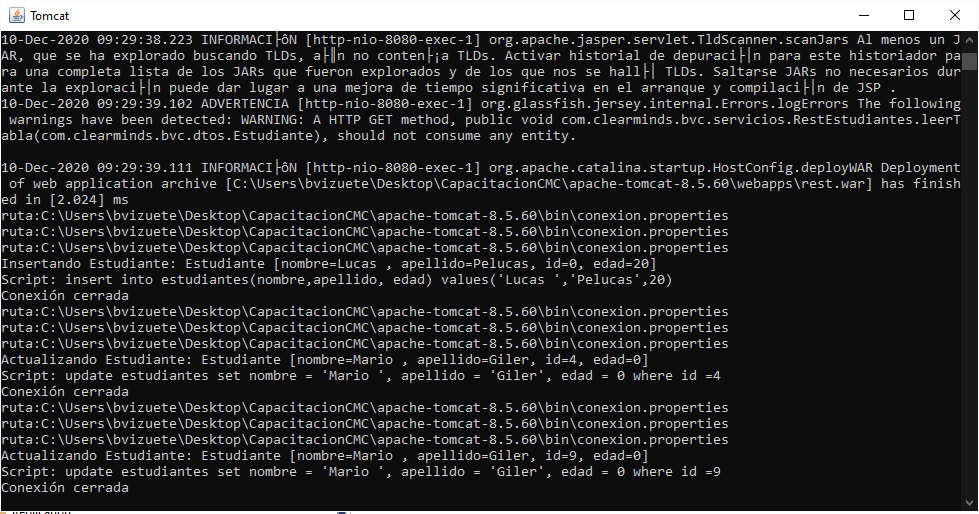 Tomcat
10-Dec-2020 09:29:38.223 INFORMACI├ôN [http-nio-8080-exec-1] org.apache.jasper.servlet.TldScanner.scanJars Al menos un J
AR, que se ha explorado buscando TLDs, a├║n no conten├¡a TLDs. Activar historial de depuraci├│n para este historiador pa
ra una completa lista de los JARs que fueron explorados y de los que nos se hall├│ TLDs. Saltarse JARs no necesarios dur
ante la exploraci├│n puede dar lugar a una mejora de tiempo significativa en el arranque y compilaci├│n de JSP .
10-Dec-2020 09:29:39.102 ADVERTENCIA [http-nio-8080-exec-1] org.glassfish.jersey.internal.Errors.logErrors The following
 warnings have been detected: WARNING: A HTTP GET method, public void com.clearminds.bvc.servicios.RestEstudiantes.leerT
abla(com.clearminds.bvc.dtos.Estudiante), should not consume any entity.
10-Dec-2020 09:29:39.111 INFORMACI├ôN [http-nio-8080-exec-1] org.apache.catalina.startup.HostConfig.deployWAR Deployment
 of web application archive [C:\Users\bvizuete\Desktop\CapacitacionCMC\apache-tomcat-8.5.60\webapps\rest.war] has finish
ed in [2.024] ms
ruta:C:\Users\bvizuete\Desktop\CapacitacionCMC\apache-tomcat-8.5.60\bin\conexion.properties
ruta:C:\Users\bvizuete\Desktop\CapacitacionCMC\apache-tomcat-8.5.60\bin\conexion.properties
ruta:C:\Users\bvizuete\Desktop\CapacitacionCMC\apache-tomcat-8.5.60\bin\conexion.properties
Insertando Estudiante: Estudiante [nombre=Lucas , apellido=Pelucas, id=0, edad=20]
Script: insert into estudiantes(nombre,apellido, edad) values('Lucas ','Pelucas',20)
Conexión cerrada
ruta:C:\Users\bvizuete\Desktop\CapacitacionCMC\apache-tomcat-8.5.60\bin\conexion.properties
ruta:C:\Users\bvizuete\Desktop\CapacitacionCMC\apache-tomcat-8.5.60\bin\conexion.properties
ruta:C:\Users\bvizuete\Desktop\CapacitacionCMC\apache-tomcat-8.5.60\bin\conexion.properties
Actualizando Estudiante: Estudiante [nombre=Mario , apellido=Giler, id=4, edad=0]
Script: update estudiantes set nombre = 'Mario ', apellido = 'Giler', edad = 0 where id =4
Conexión cerrada
ruta:C:\Users\bvizuete\Desktop\CapacitacionCMC\apache-tomcat-8.5.60\bin\conexion.properties
ruta:C:\Users\bvizuete\Desktop\CapacitacionCMC\apache-tomcat-8.5.60\bin\conexion.properties
ruta:C:\Users\bvizuete\Desktop\CapacitacionCMC\apache-tomcat-8.5.60\bin\conexion.properties
Actualizando Estudiante: Estudiante [nombre=Mario , apellido=Giler, id=9, edad=0]
Script: update estudiantes set nombre = 'Mario ', apellido = 'Giler', edad = 0 where id =9
Conexión cerrada